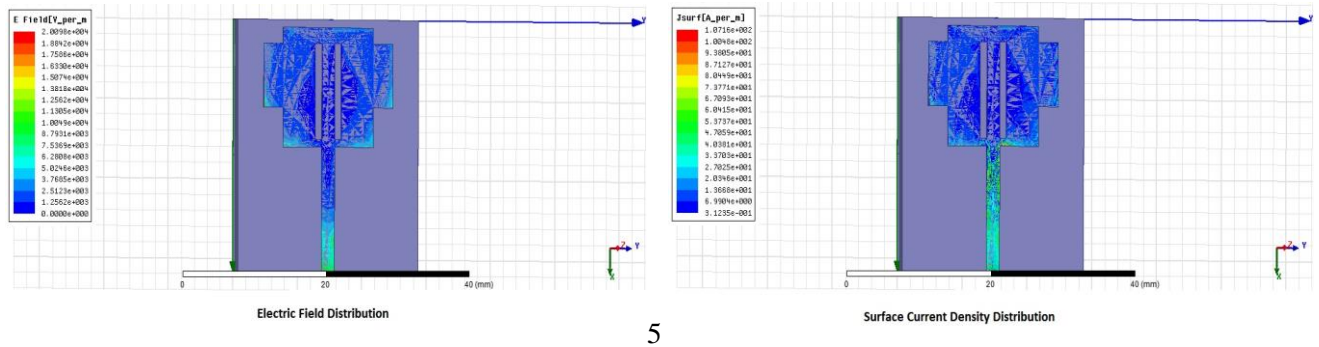 E Field[V_per_m
2.0098e+004
1.8842e+004
1.7586e+004
1.6330e+004
1.5074e+004
1.3818e+004
1.2562e+004
1.1305e+004
1.0049e+004
8.7931e+003
7.5369e+003
6.2808e+003
5.0246e+003
3.7685e+003
2.5123e+003
1.2562e+003
0.0000e+000
Y
Z
Y
X
0
20
40 (mm)
Electric Field Distribution
Jsurf[A_per_m]
1.0716e+002
1.0048e+002
9.3805e+001
8.7127e+001
8.0449e+001
7.3771e+001
6.7093e+001
6.0415e+001
5.3737e+001
4.7059e+001
4.0381e+001
3.3703e+001
2.7025e+001
2.0346e+001
1.3668e+001
6.9904e+000
3.1235e-001
Y
Z
Y
X
0
20
40 (mm)
Surface Current Density Distribution
5